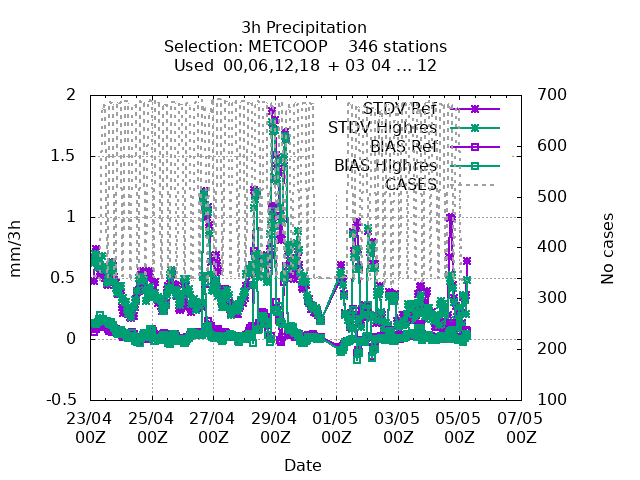 3h Precipitation
Selection: METCOOP 346 stations
Used 00,06,12,18 + 03 04 ... 12
STDV Ref
STDV Highres
BIAS Ref
BIAS Highres
CASES
2
1.5
1
0.5
0
-0.5
mm/3h
700
600
500
400
300
200
100
No cases
23/04 25/04 27/04 29/04 01/05 03/05 05/05 07/05
00Z 00Z 00Z 00Z 00Z 00Z 00Z 00Z
Date